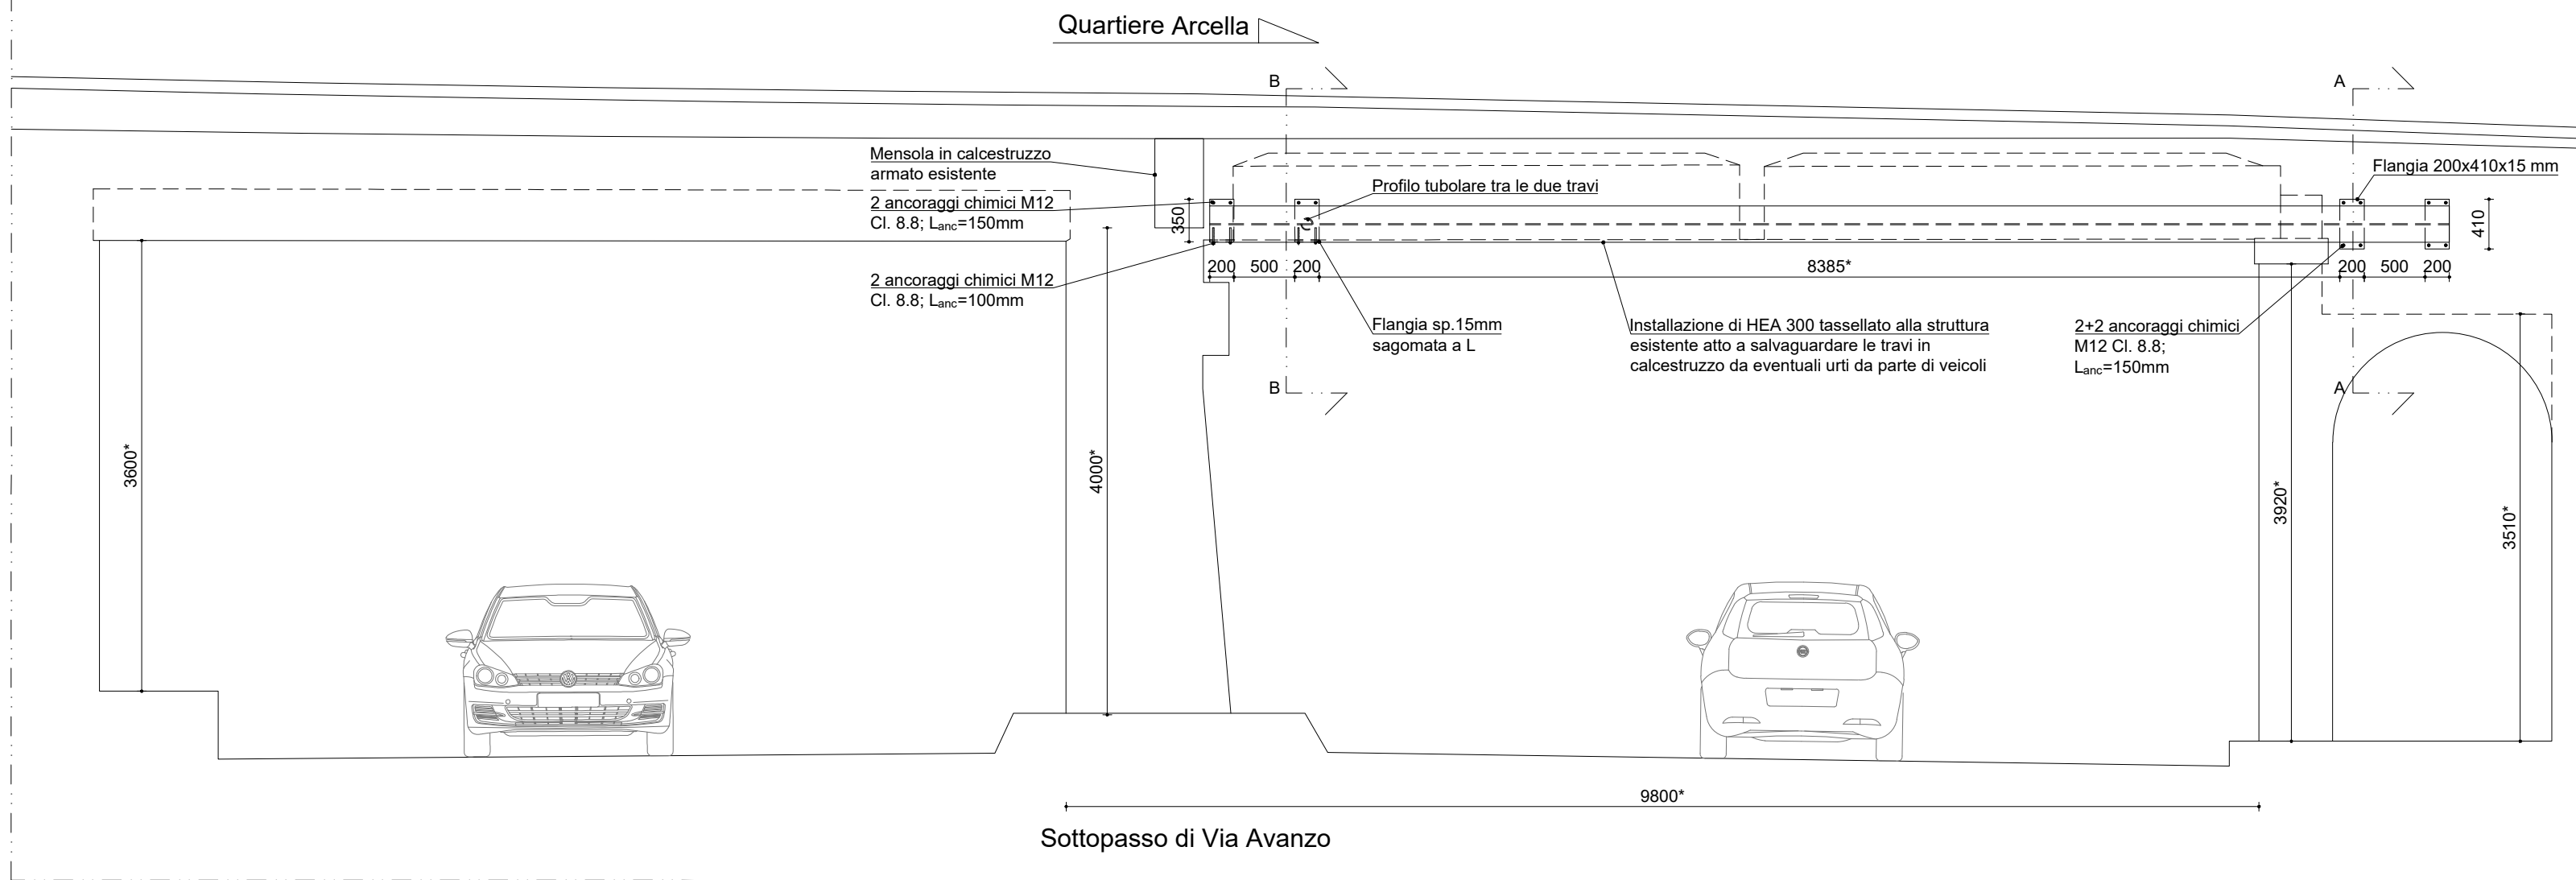 Quartiere Arcella
B
A
Mensola in calcestruzzo
armato esistente
2 ancoraggi chimici M12
Cl. 8.8; Lanc=150mm
350
Profilo tubolare tra le due travi
Flangia 200x410x15 mm
410
200 500 200 8385* 200 500 200
2 ancoraggi chimici M12
Cl. 8.8; Lanc=100mm
Flangia sp.15mm
sagomata a L
Installazione di HEA 300 tassellato alla struttura
esistente atto a salvaguardare le travi in
calcestruzzo da eventuali urti da parte di veicoli
2+2 ancoraggi chimici
M12 Cl. 8.8;
Lanc=150mm
B
A
3600*
4000*
3920*
3510*
9800*
Sottopasso di Via Avanzo